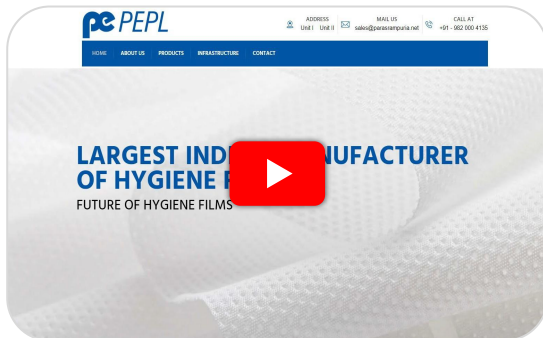 pe PEPL
ADDRESS
Unit I Unit II
MAIL US
sales@parasrampuria.net
CALL AT
+91 - 982 000 4135
HOME ABOUT US PRODUCTS INFRASTRUCTURE CONTACT
LARGEST NUFACTURER
OF HYGIENE
FUTURE OF HYGIENE FILMS